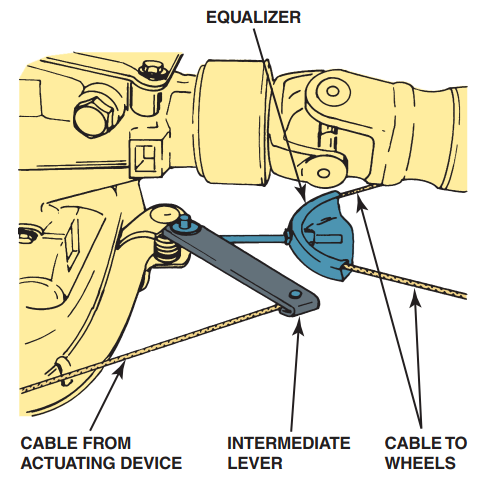 EQUALIZER
CABLE FROM
ACTUATING DEVICE
INTERMEDIATE
LEVER
CABLE TO
WHEELS